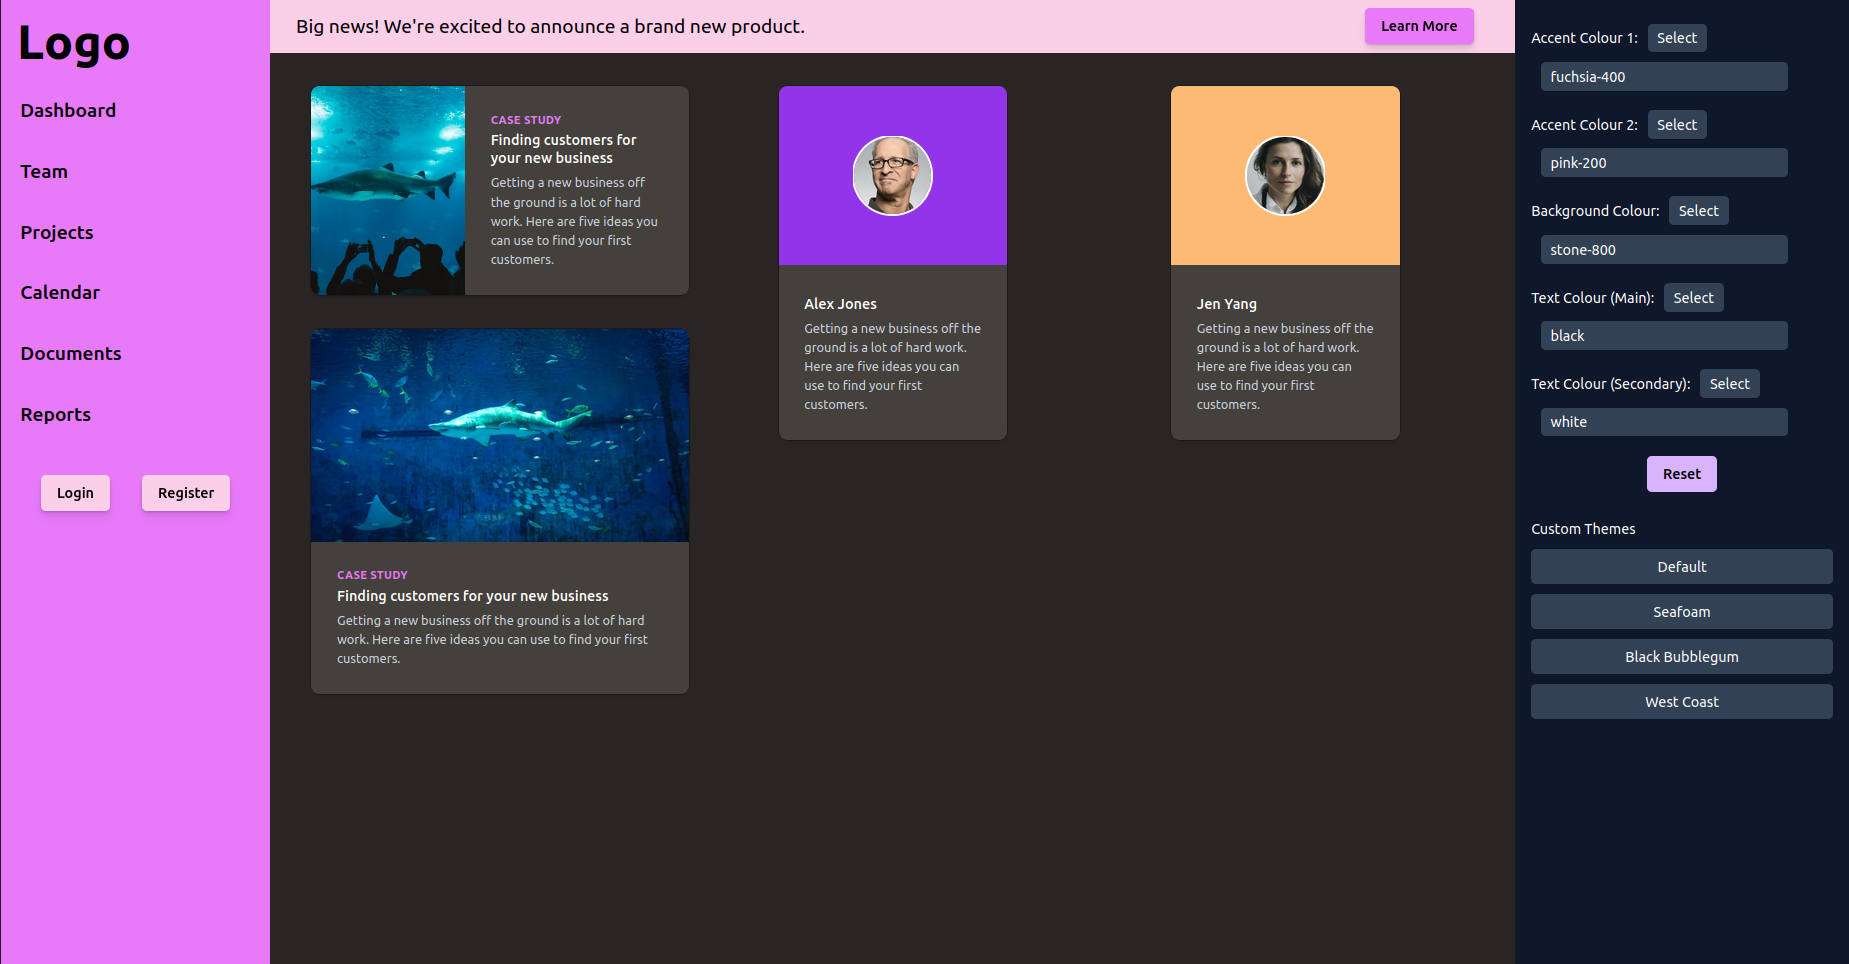 Logo
Dashboard
Team
Projects
Calendar
Documents
Reports
Login
Register
Big news! We're excited to announce a brand new product.
Learn More
CASE STUDY
Finding customers for
your new business
Getting a new business off
the ground is a lot of hard
work. Here are five ideas you
can use to find your first
customers.
CASE STUDY
Finding customers for your new business
Getting a new business off the ground is a lot of hard
work. Here are five ideas you can use to find your first
customers.
Alex Jones
Getting a new business off the
ground is a lot of hard work.
Here are five ideas you can
use to find your first
customers.
Jen Yang
Getting a new business off the
ground is a lot of hard work.
Here are five ideas you can
use to find your first
customers.
Accent Colour 1: Select
fuchsia-400
Accent Colour 2: Select
pink-200
Background Colour: Select
stone-800
Text Colour (Main): Select
black
Text Colour (Secondary): Select
white
Reset
Custom Themes
Default
Seafoam
Black Bubblegum
West Coast